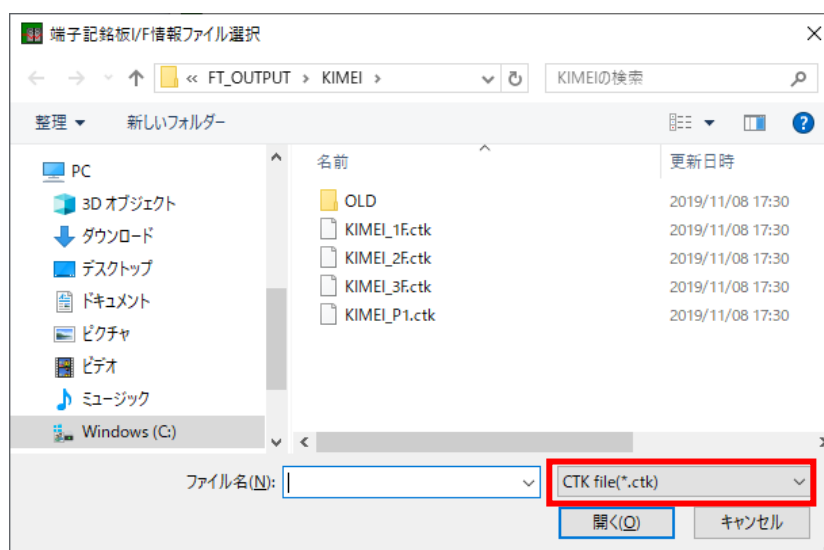 端子記銘板I/F情報ファイル選択
« FT_OUTPUT › KIMEI ›
KIMEIの検索
整理
新しいフォルダー
名前
更新日時
PC
3D オブジェクト
ダウンロード
デスクトップ
ドキュメント
ピクチャ
ビデオ
ミュージック
Windows (C:)
OLD 2019/11/08 17:30
KIMEI_1F.ctk 2019/11/08 17:30
KIMEI_2F.ctk 2019/11/08 17:30
KIMEI_3F.ctk 2019/11/08 17:30
KIMEI_P1.ctk 2019/11/08 17:30
ファイル名(N):
CTK file(*.ctk)
開く(O)
キャンセル